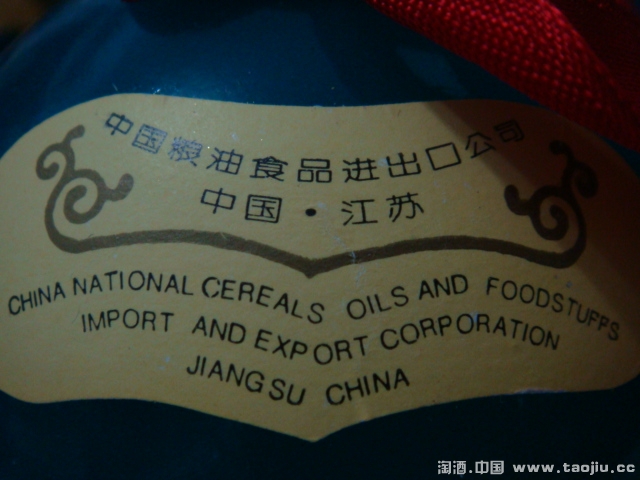 中国粮油食品进出口公司
中国·江苏
CHINA NATIONAL CEREALS OILS AND FOODSTUFFS
IMPORT AND EXPORT CORPORATION
JIANGSU CHINA
淘酒.中国 www.taojiu.cc